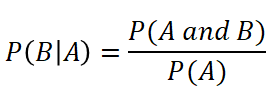 P(B|A) = P(A and B) / P(A)